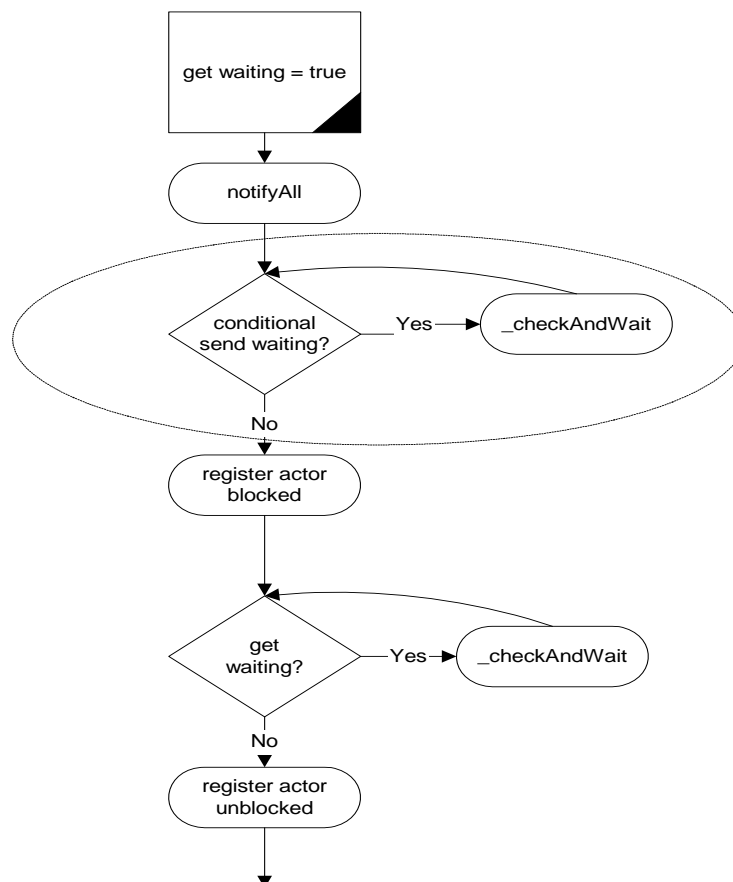 get waiting = true
notifyAll
conditional
send waiting?
Yes
_checkAndWait
No
register actor
blocked
get
waiting?
Yes
_checkAndWait
No
register actor
unblocked